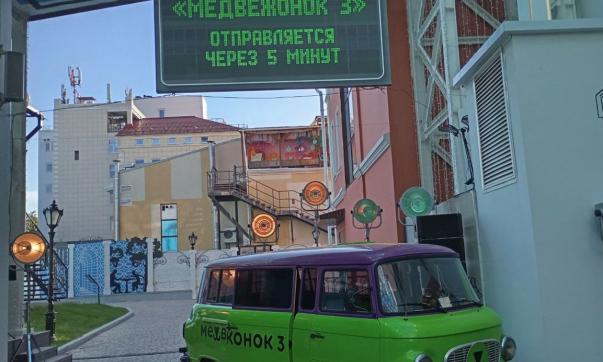 «МЕДВЕЖОНОК 3»
ОТПРАВЛЯЕТСЯ
ЧЕРЕЗ 5 МИНУТ
медвежонок 3